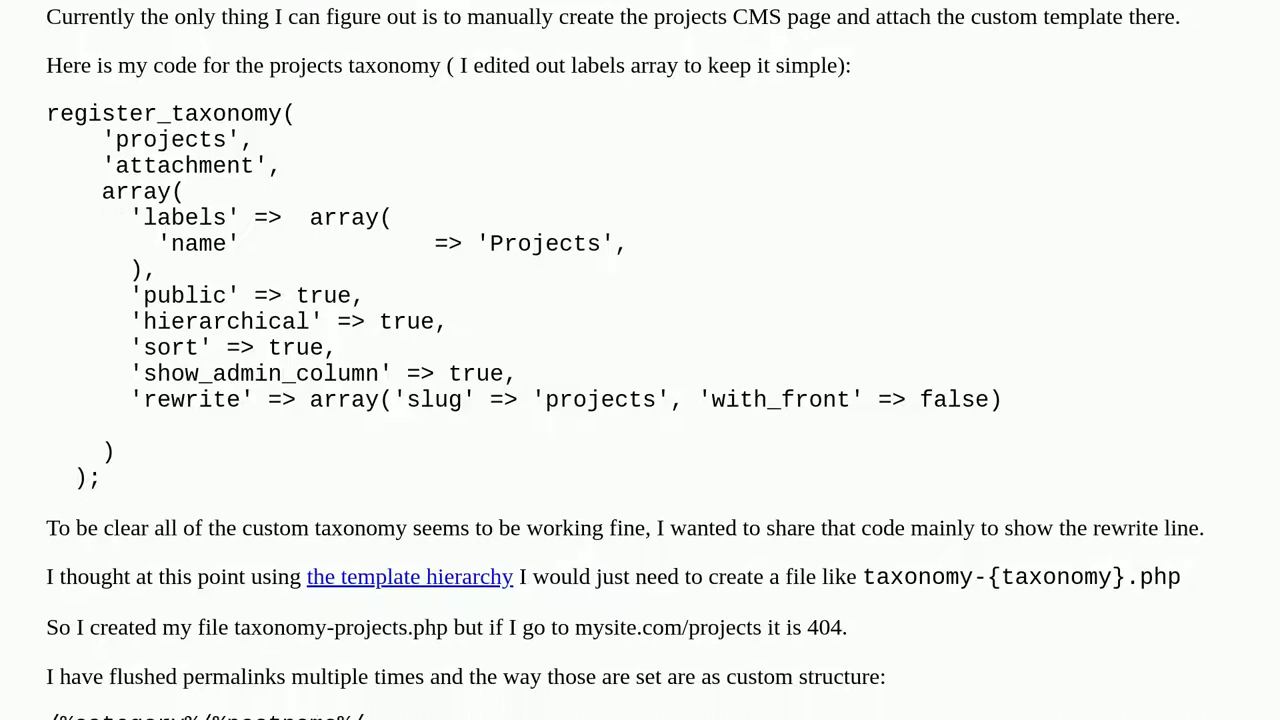 Currently the only thing I can figure out is to manually create the projects CMS page and attach the custom template there.
Here is my code for the projects taxonomy ( I edited out labels array to keep it simple):
register_taxonomy(
    'projects',
    'attachment',
    array(
      'labels' =>  array(
        'name'              => 'Projects',
      ),
      'public' => true,
      'hierarchical' => true,
      'sort' => true,
      'show_admin_column' => true,
      'rewrite' => array('slug' => 'projects', 'with_front' => false)
    )
  );
To be clear all of the custom taxonomy seems to be working fine, I wanted to share that code mainly to show the rewrite line.
I thought at this point using the template hierarchy I would just need to create a file like taxonomy-{taxonomy}.php
So I created my file taxonomy-projects.php but if I go to mysite.com/projects it is 404.
I have flushed permalinks multiple times and the way those are set are as custom structure:
/%category%/%postname%/